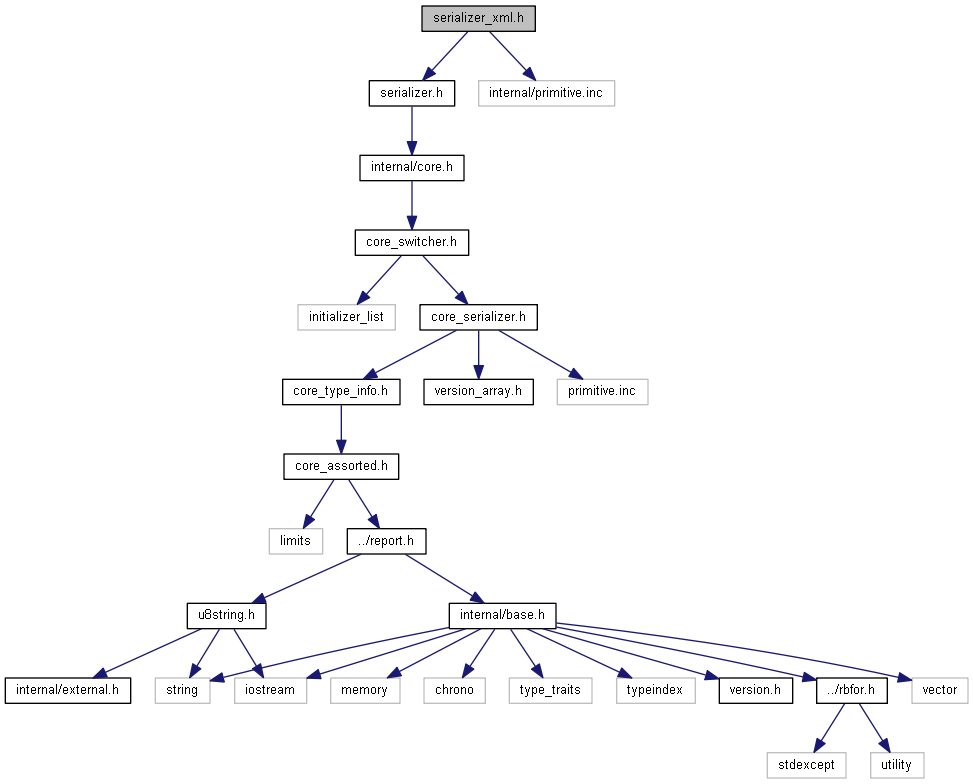 serializer_xml.h
serializer.h
internal/primitive.inc
internal/core.h
core_switcher.h
initializer_list
core_serializer.h
core_type_info.h
version_array.h
primitive.inc
core_assorted.h
limits
../report.h
u8string.h
internal/base.h
internal/external.h
string
iostream
memory
chrono
type_traits
typeindex
version.h
../rbfor.h
vector
stdexcept
utility